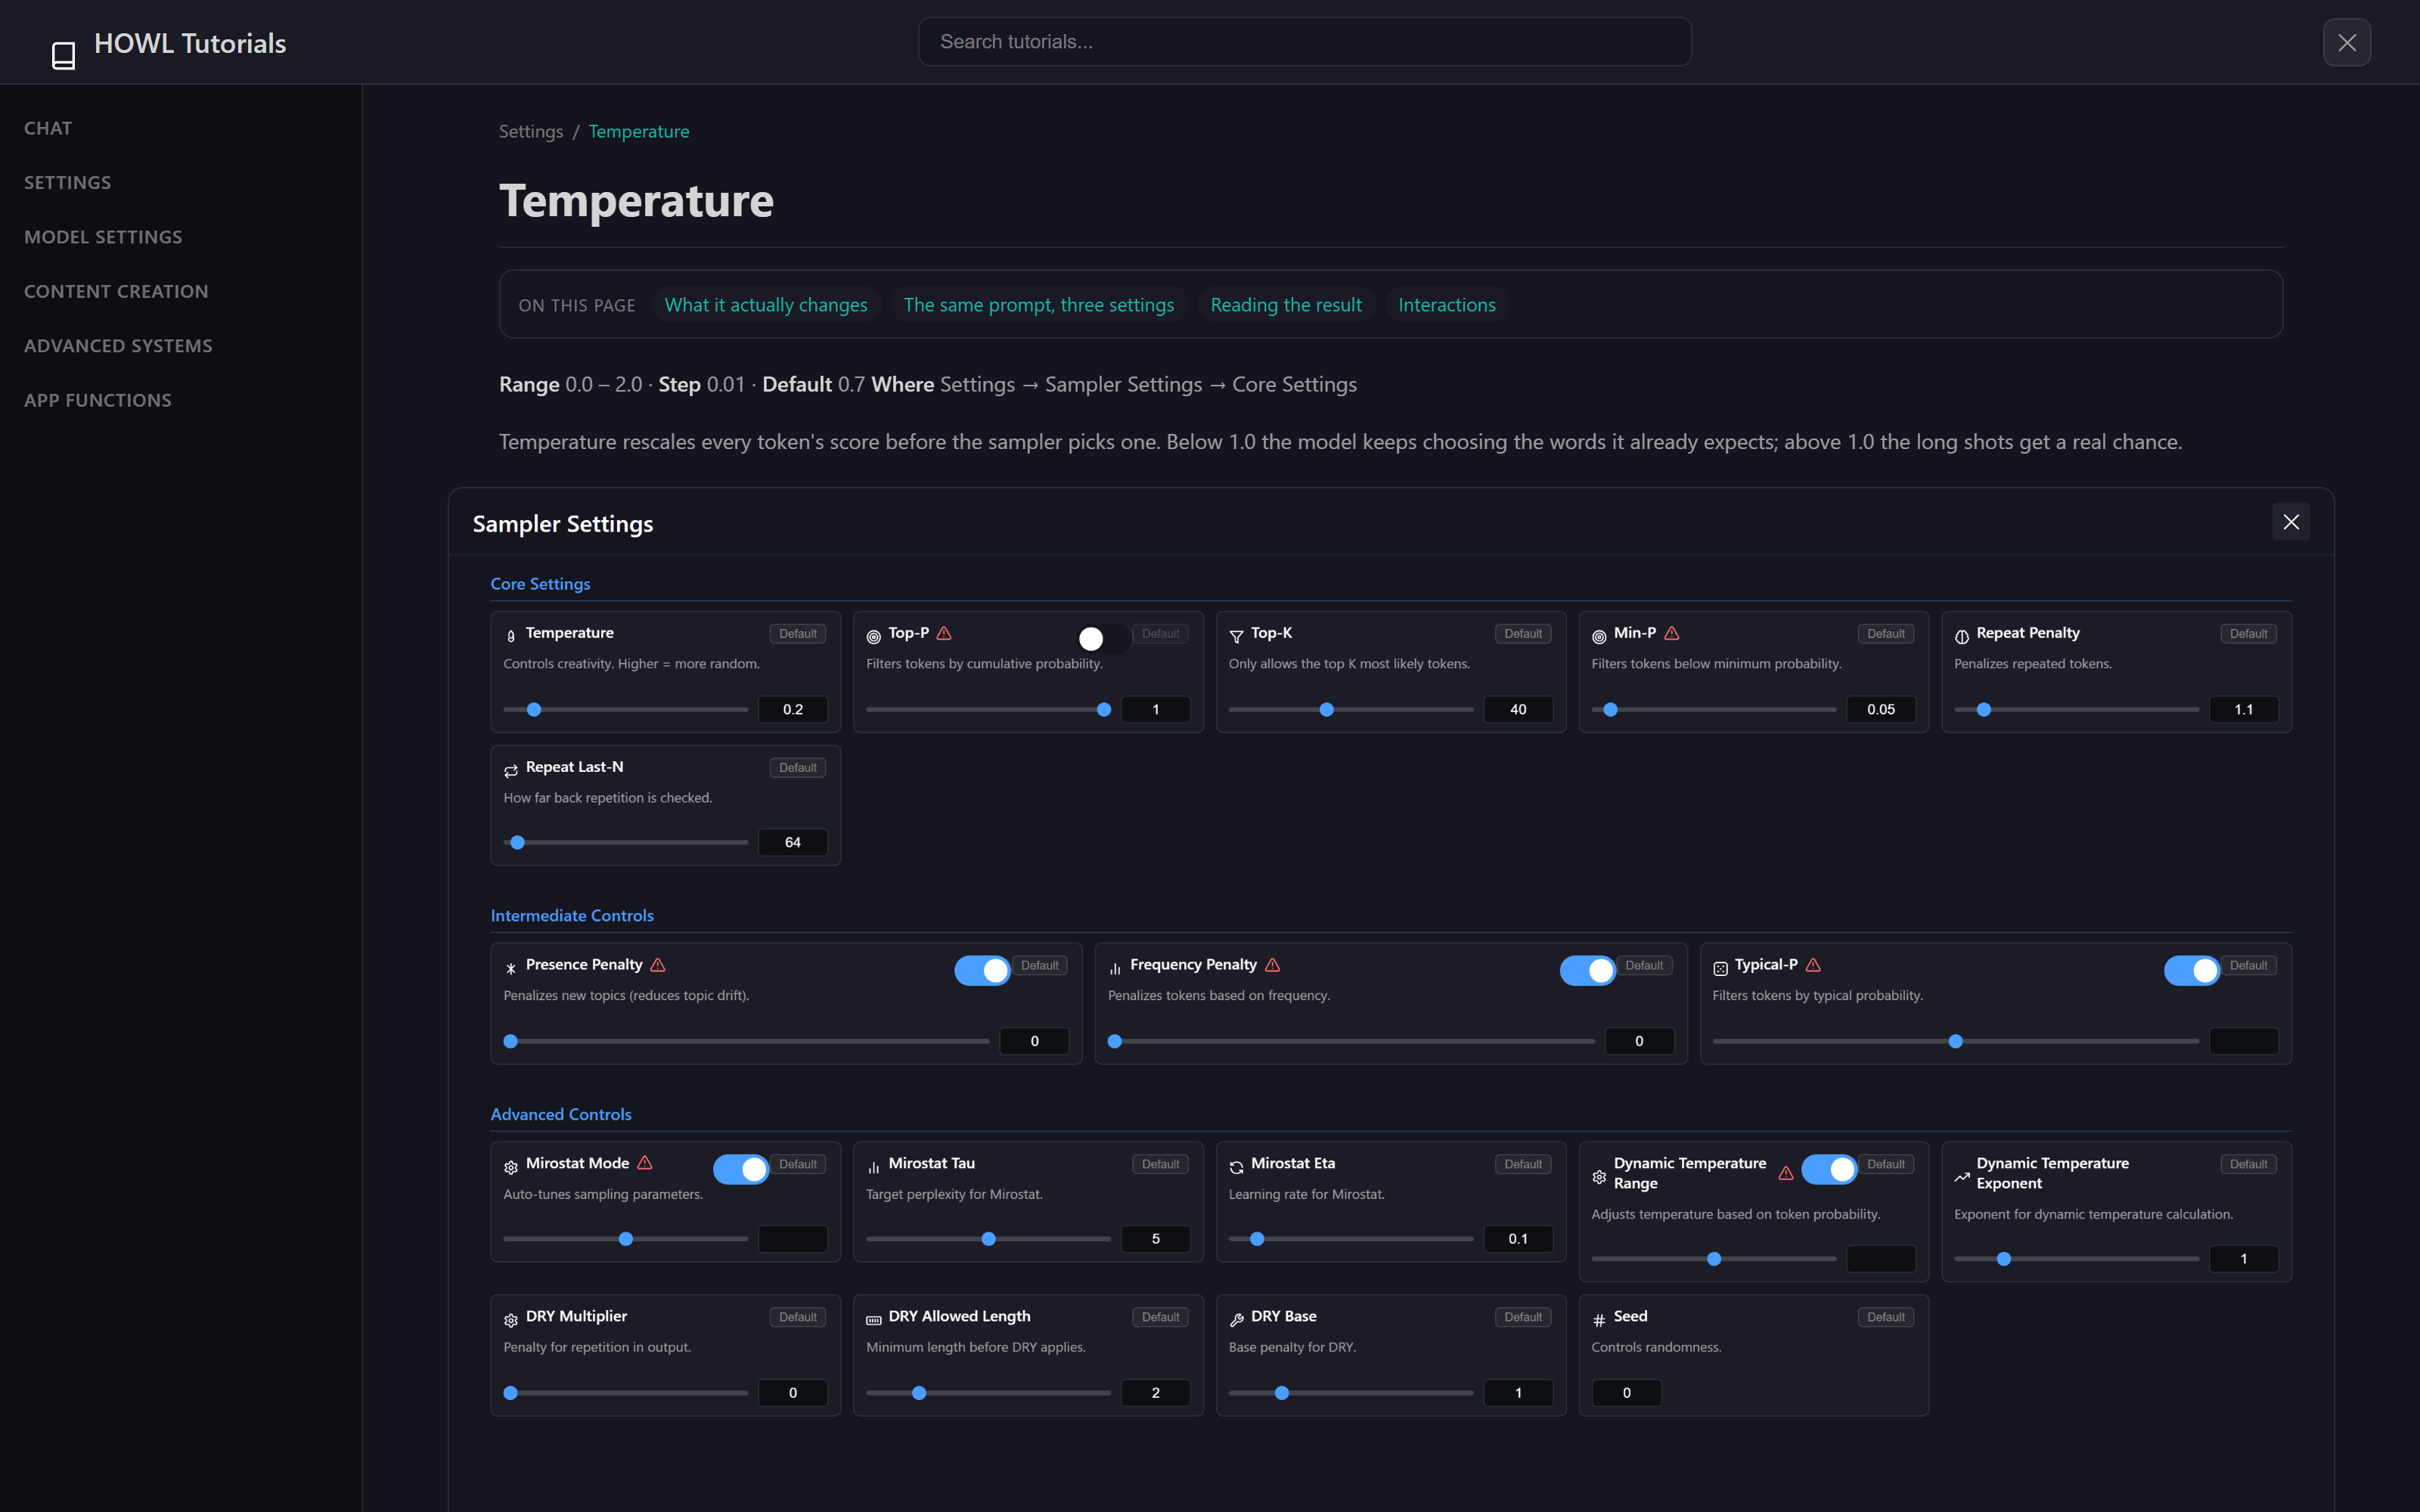 HOWL Tutorials
Search tutorials...
CHAT
SETTINGS
MODEL SETTINGS
CONTENT CREATION
ADVANCED SYSTEMS
APP FUNCTIONS
Settings / Temperature
Temperature
ON THIS PAGE What it actually changes The same prompt, three settings Reading the result Interactions
Range 0.0 – 2.0 · Step 0.01 · Default 0.7 Where Settings → Sampler Settings → Core Settings
Temperature rescales every token's score before the sampler picks one. Below 1.0 the model keeps choosing the words it already expects; above 1.0 the long shots get a real chance.
Sampler Settings
Core Settings
Temperature Default
Controls creativity. Higher = more random.
0.2
Top-P Default
Filters tokens by cumulative probability.
1
Top-K Default
Only allows the top K most likely tokens.
40
Min-P Default
Filters tokens below minimum probability.
0.05
Repeat Penalty Default
Penalizes repeated tokens.
1.1
Repeat Last-N Default
How far back repetition is checked.
64
Intermediate Controls
Presence Penalty Default
Penalizes new topics (reduces topic drift).
0
Frequency Penalty Default
Penalizes tokens based on frequency.
0
Typical-P Default
Filters tokens by typical probability.
Advanced Controls
Mirostat Mode Default
Auto-tunes sampling parameters.
Mirostat Tau Default
Target perplexity for Mirostat.
5
Mirostat Eta Default
Learning rate for Mirostat.
0.1
Dynamic Temperature Default
Range
Adjusts temperature based on token probability.
Dynamic Temperature Default
Exponent
Exponent for dynamic temperature calculation.
1
DRY Multiplier Default
Penalty for repetition in output.
0
DRY Allowed Length Default
Minimum length before DRY applies.
2
DRY Base Default
Base penalty for DRY.
1
Seed Default
Controls randomness.
0